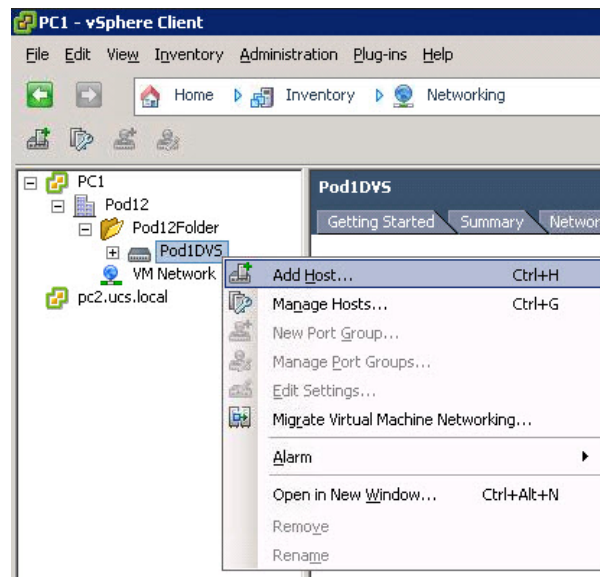 PC1 - vSphere Client
File Edit View Inventory Administration Plug-ins Help
Home Inventory Networking
PC1
Pod12
Pod12Folder
Pod1DVS
VM Network
pc2.ucs.local
Pod1DVS
Getting Started Summary Networ
Add Host... Ctrl+H
Manage Hosts... Ctrl+G
New Port Group...
Manage Port Groups...
Edit Settings...
Migrate Virtual Machine Networking...
Alarm
Open in New Window... Ctrl+Alt+N
Remove
Rename